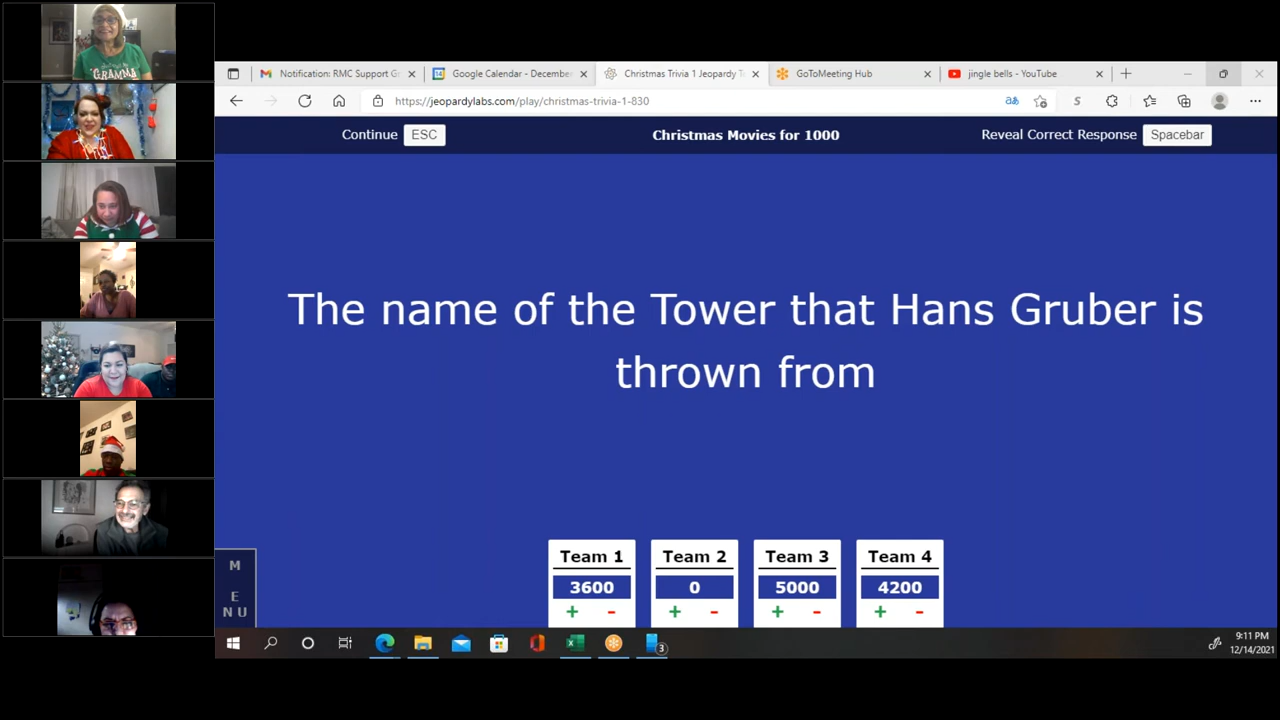 GRAMMA
Notification: RMC Support G
Google Calendar - December
Christmas Trivia 1 Jeopardy T
GoToMeeting Hub
jingle bells - YouTube
https://jeopardylabs.com/play/christmas-trivia-1-830
Continue ESC
Christmas Movies for 1000
Reveal Correct Response Spacebar
The name of the Tower that Hans Gruber is
thrown from
M
E
N U
Team 1 Team 2 Team 3 Team 4
3600 0 5000 4200
+ - + - + - + -
3
9:11 PM
12/14/2021